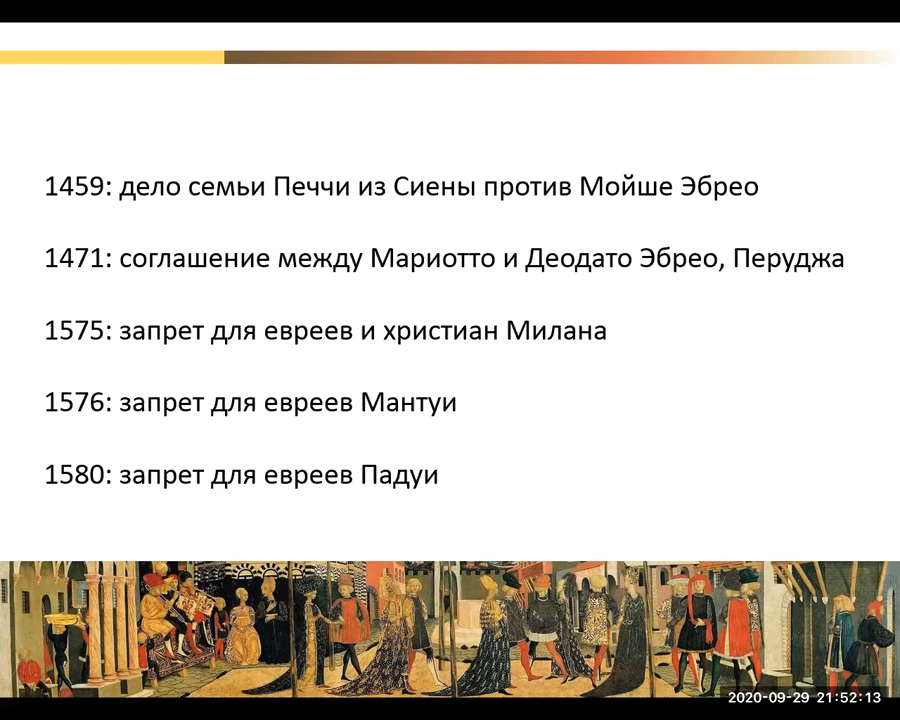 1459: дело семьи Печчи из Сиены против Мойше Эбрео
1471: соглашение между Мариотто и Деодато Эбрео, Перуджа
1575: запрет для евреев и христиан Милана
1576: запрет для евреев Мантуи
1580: запрет для евреев Падуи
2020-09-29 21:52:13